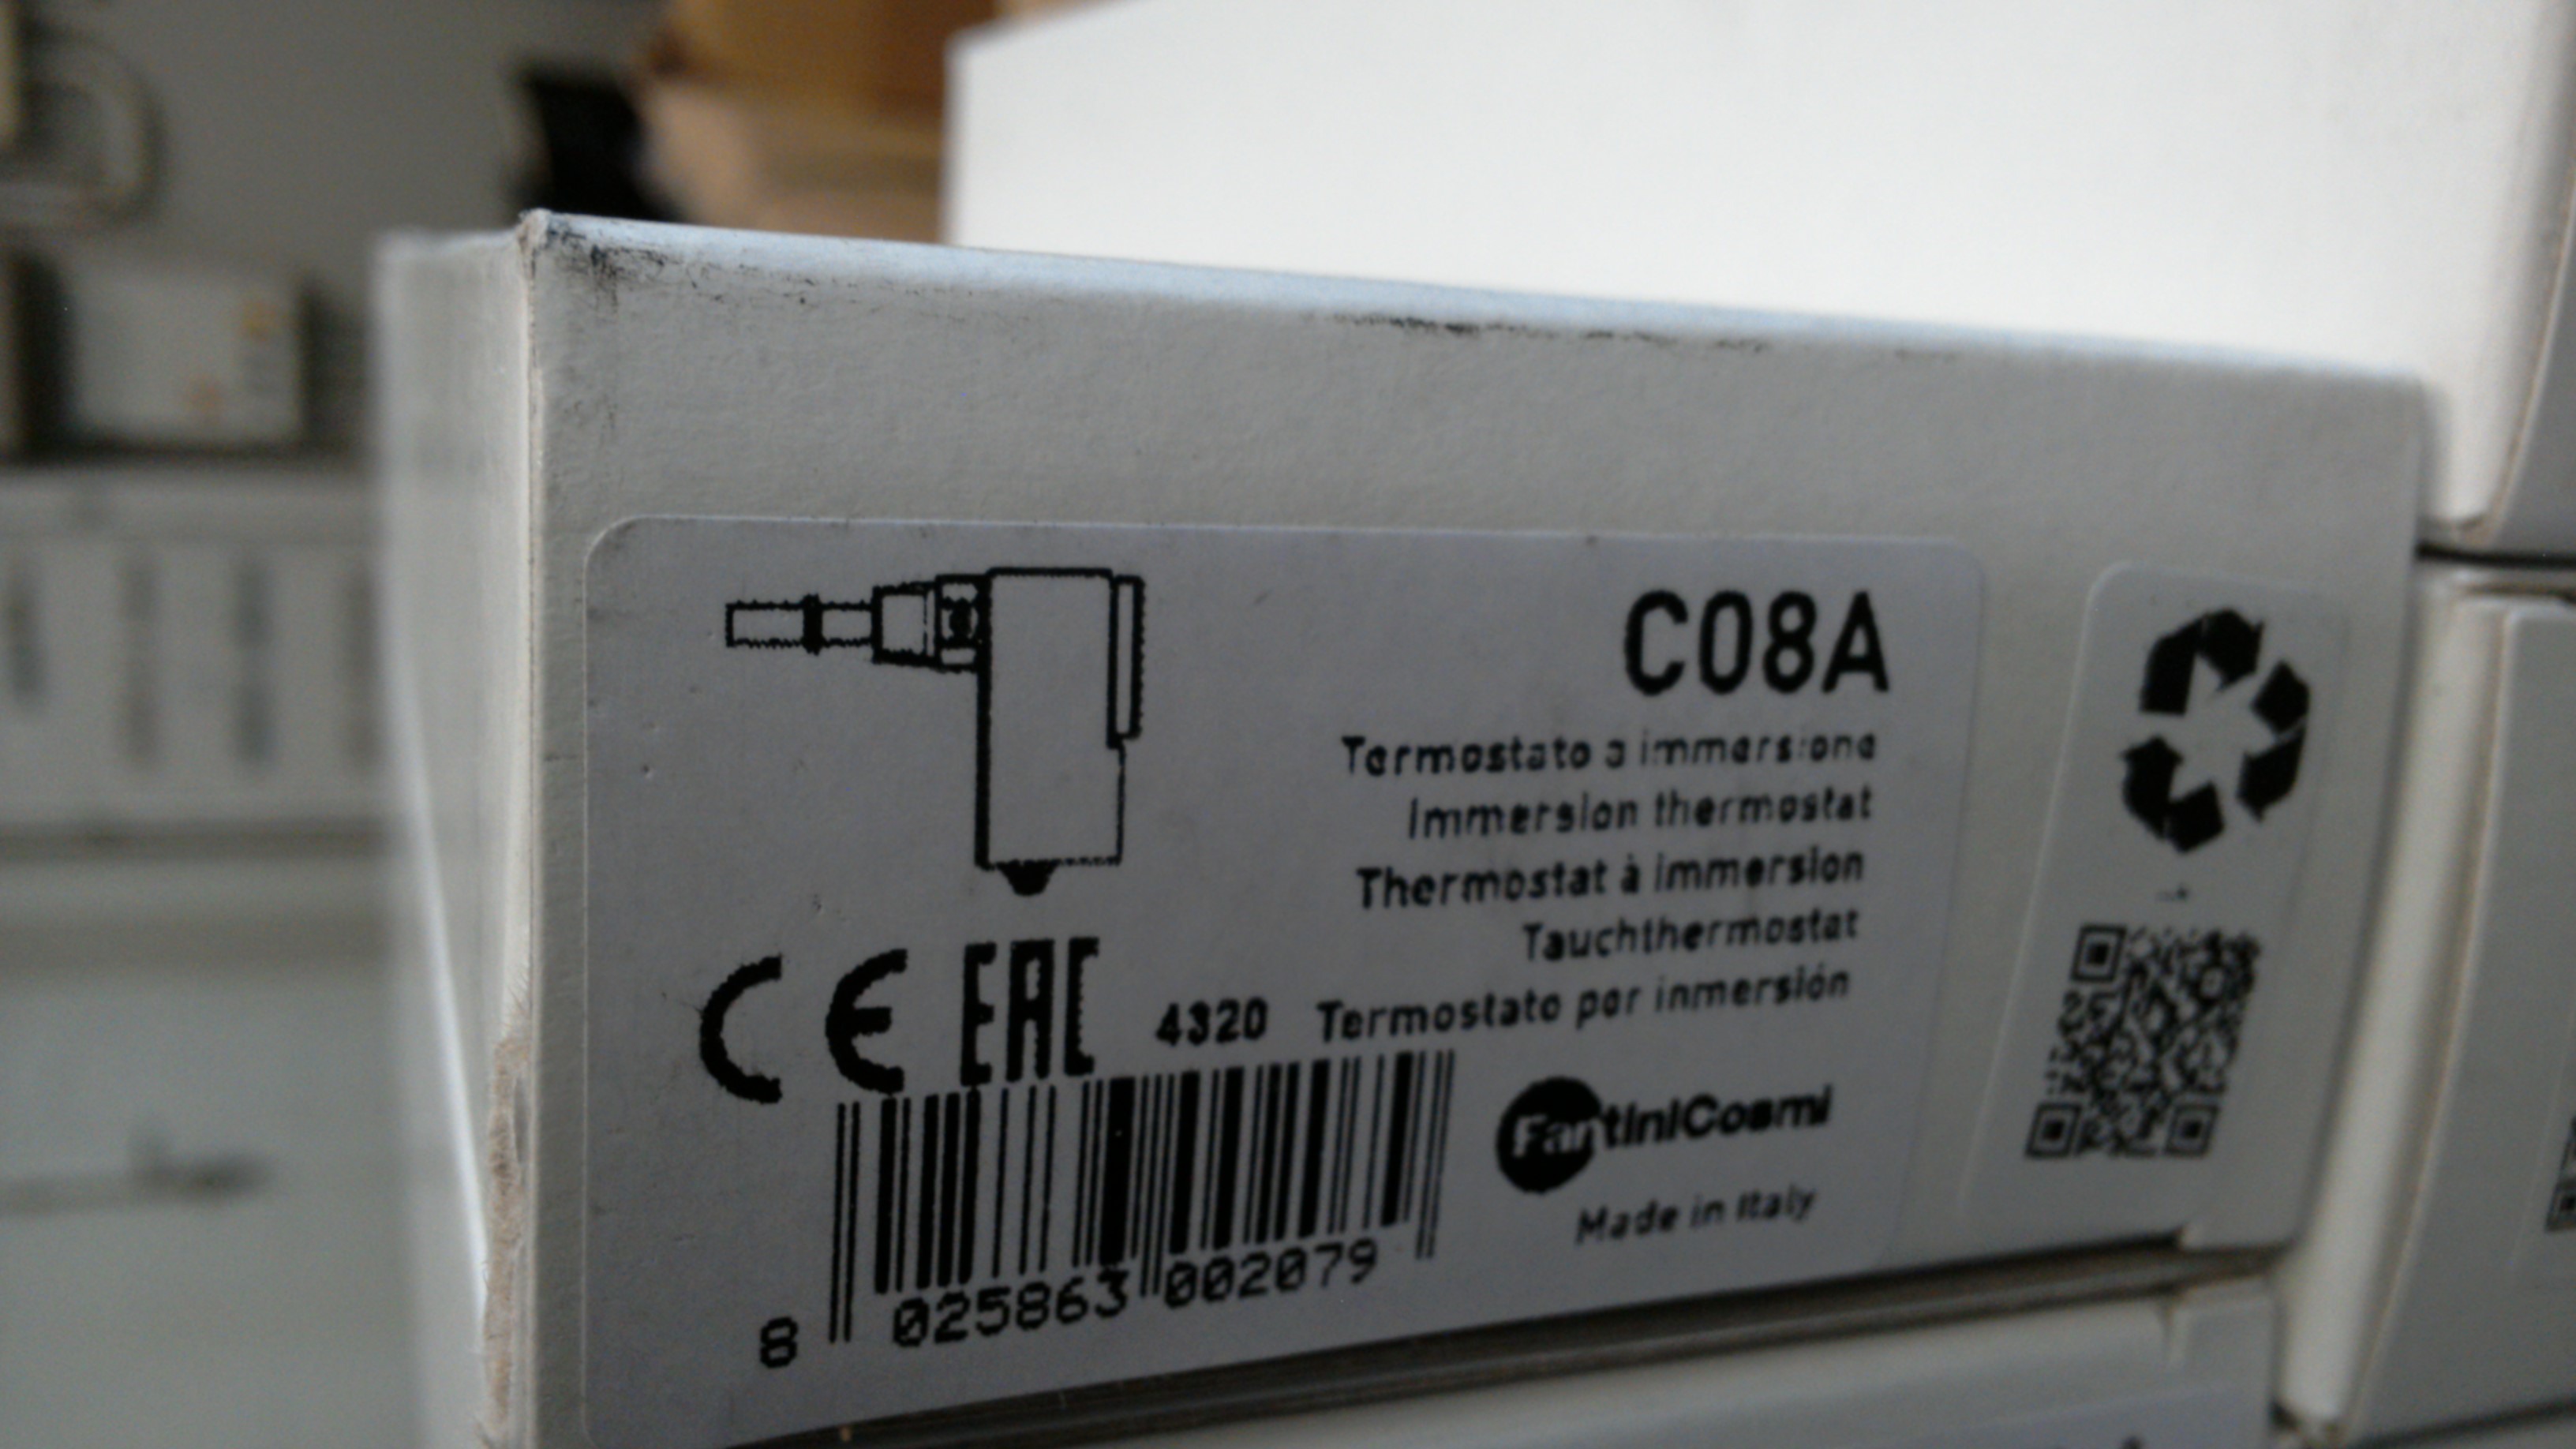 C08A
Termostato a immersione
Immersion thermostat
Thermostat à immersion
Tauchthermostat
CE EAC 4320 Termostato por inmersión
FantiniCosmi
Made in Italy
8 025863 002079